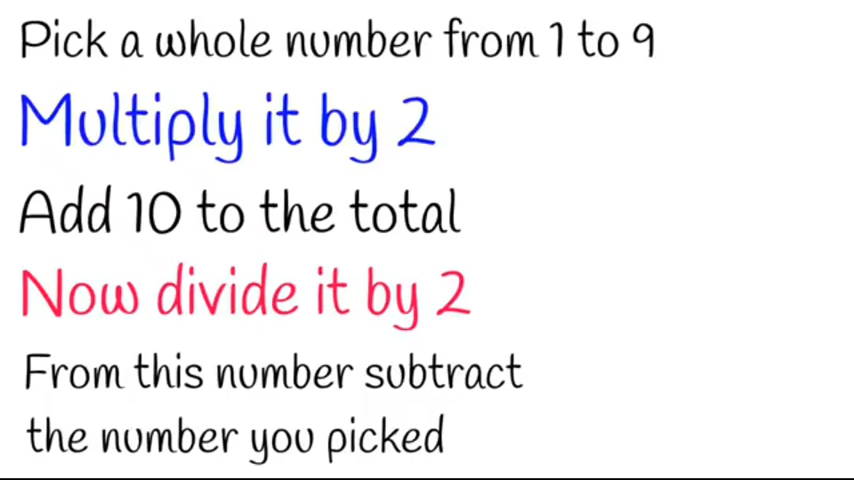 Pick a whole number from 1 to 9
Multiply it by 2
Add 10 to the total
Now divide it by 2
From this number subtract
the number you picked